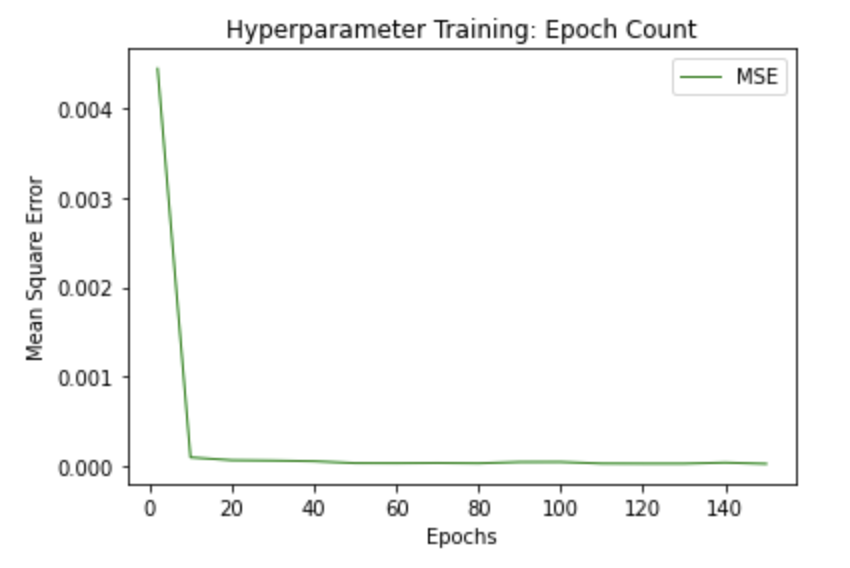 Hyperparameter Training: Epoch Count
MSE
Mean Square Error
0.004
0.003
0.002
0.001
0.000
0 20 40 60 80 100 120 140
Epochs